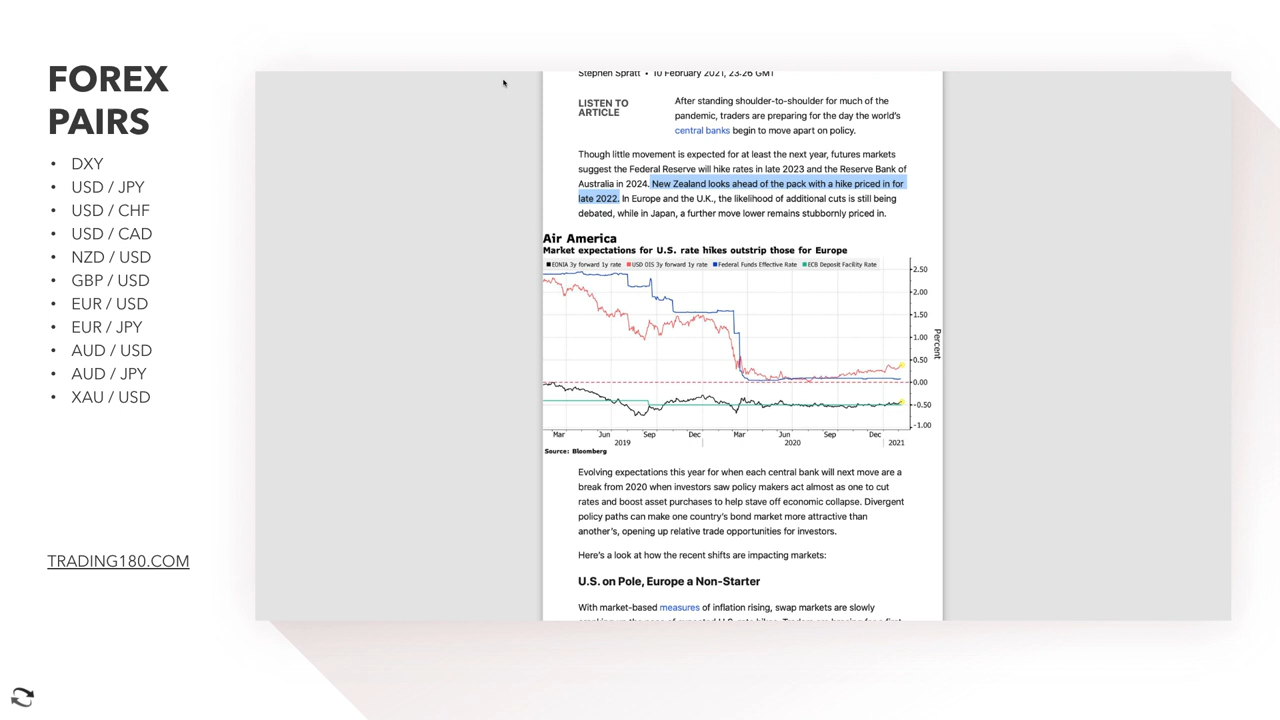 FOREX
PAIRS
• DXY
• USD / JPY
• USD / CHF
• USD / CAD
• NZD / USD
• GBP / USD
• EUR / USD
• EUR / JPY
• AUD / USD
• AUD / JPY
• XAU / USD
TRADING180.COM
Stephen Spratt • 10 February 2021, 23:26 GMT
LISTEN TO
ARTICLE
After standing shoulder-to-shoulder for much of the
pandemic, traders are preparing for the day the world's
central banks begin to move apart on policy.
Though little movement is expected for at least the next year, futures markets
suggest the Federal Reserve will hike rates in late 2023 and the Reserve Bank of
Australia in 2024. New Zealand looks ahead of the pack with a hike priced in for
late 2022. In Europe and the U.K., the likelihood of additional cuts is still being
debated, while in Japan, a further move lower remains stubbornly priced in.
Air America
Market expectations for U.S. rate hikes outstrip those for Europe
EONIA 3y forward 1y rate USD OIS 3y forward 1y rate Federal Funds Effective Rate ECB Deposit Facility Rate
2.50
2.00
1.50
1.00
0.50
0.00
-0.50
-1.00
Percent
Mar Jun Sep Dec Mar Jun Sep Dec
2019 2020 2021
Source: Bloomberg
Evolving expectations this year for when each central bank will next move are a
break from 2020 when investors saw policy makers act almost as one to cut
rates and boost asset purchases to help stave off economic collapse. Divergent
policy paths can make one country's bond market more attractive than
another's, opening up relative trade opportunities for investors.
Here's a look at how the recent shifts are impacting markets:
U.S. on Pole, Europe a Non-Starter
With market-based measures of inflation rising, swap markets are slowly